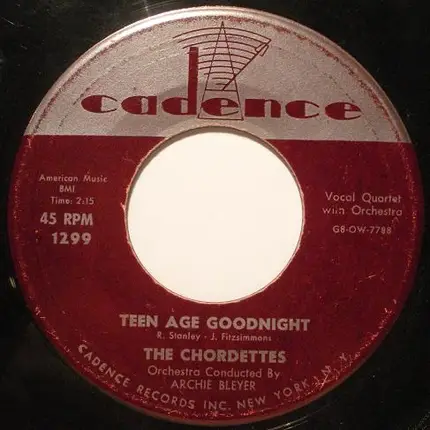 cadence
American Music
BMI
Time: 2:15
45 RPM
1299
Vocal Quartet
with Orchestra
G8-OW-7788
TEEN AGE GOODNIGHT
R. Stanley - J. Fitzsimmons
THE CHORDETTES
Orchestra Conducted By
ARCHIE BLEYER
CADENCE RECORDS INC. NEW YORK N. Y.